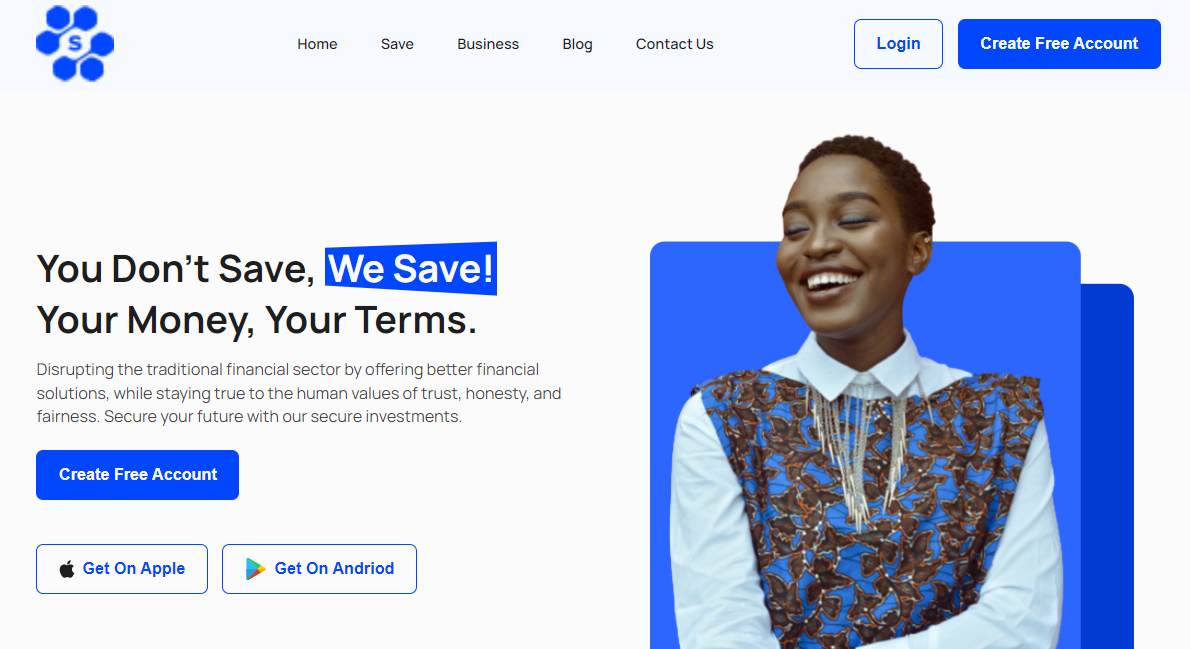 S
Home Save Business Blog Contact Us Login Create Free Account
You Don't Save, We Save!
Your Money, Your Terms.
Disrupting the traditional financial sector by offering better financial
solutions, while staying true to the human values of trust, honesty, and
fairness. Secure your future with our secure investments.
Create Free Account
Get On Apple Get On Andriod